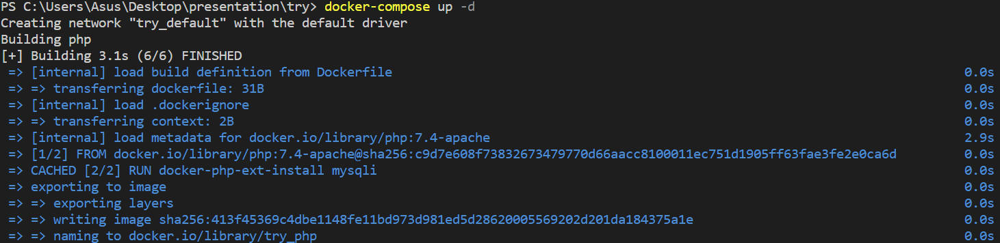 PS C:\Users\Asus\Desktop\presentation\try> docker-compose up -d
Creating network "try_default" with the default driver
Building php
[+] Building 3.1s (6/6) FINISHED
=> [internal] load build definition from Dockerfile 0.0s
=> => transferring dockerfile: 31B 0.0s
=> [internal] load .dockerignore 0.0s
=> => transferring context: 2B 0.0s
=> [internal] load metadata for docker.io/library/php:7.4-apache 2.9s
=> [1/2] FROM docker.io/library/php:7.4-apache@sha256:c9d7e608f73832673479770d66aacc8100011ec751d1905ff63fae3fe2e0ca6d 0.0s
=> CACHED [2/2] RUN docker-php-ext-install mysqli 0.0s
=> exporting to image 0.0s
=> => exporting layers 0.0s
=> => writing image sha256:413f45369c4dbe1148fe11bd973d981ed5d28620005569202d201da184375a1e 0.0s
=> => naming to docker.io/library/try_php 0.0s